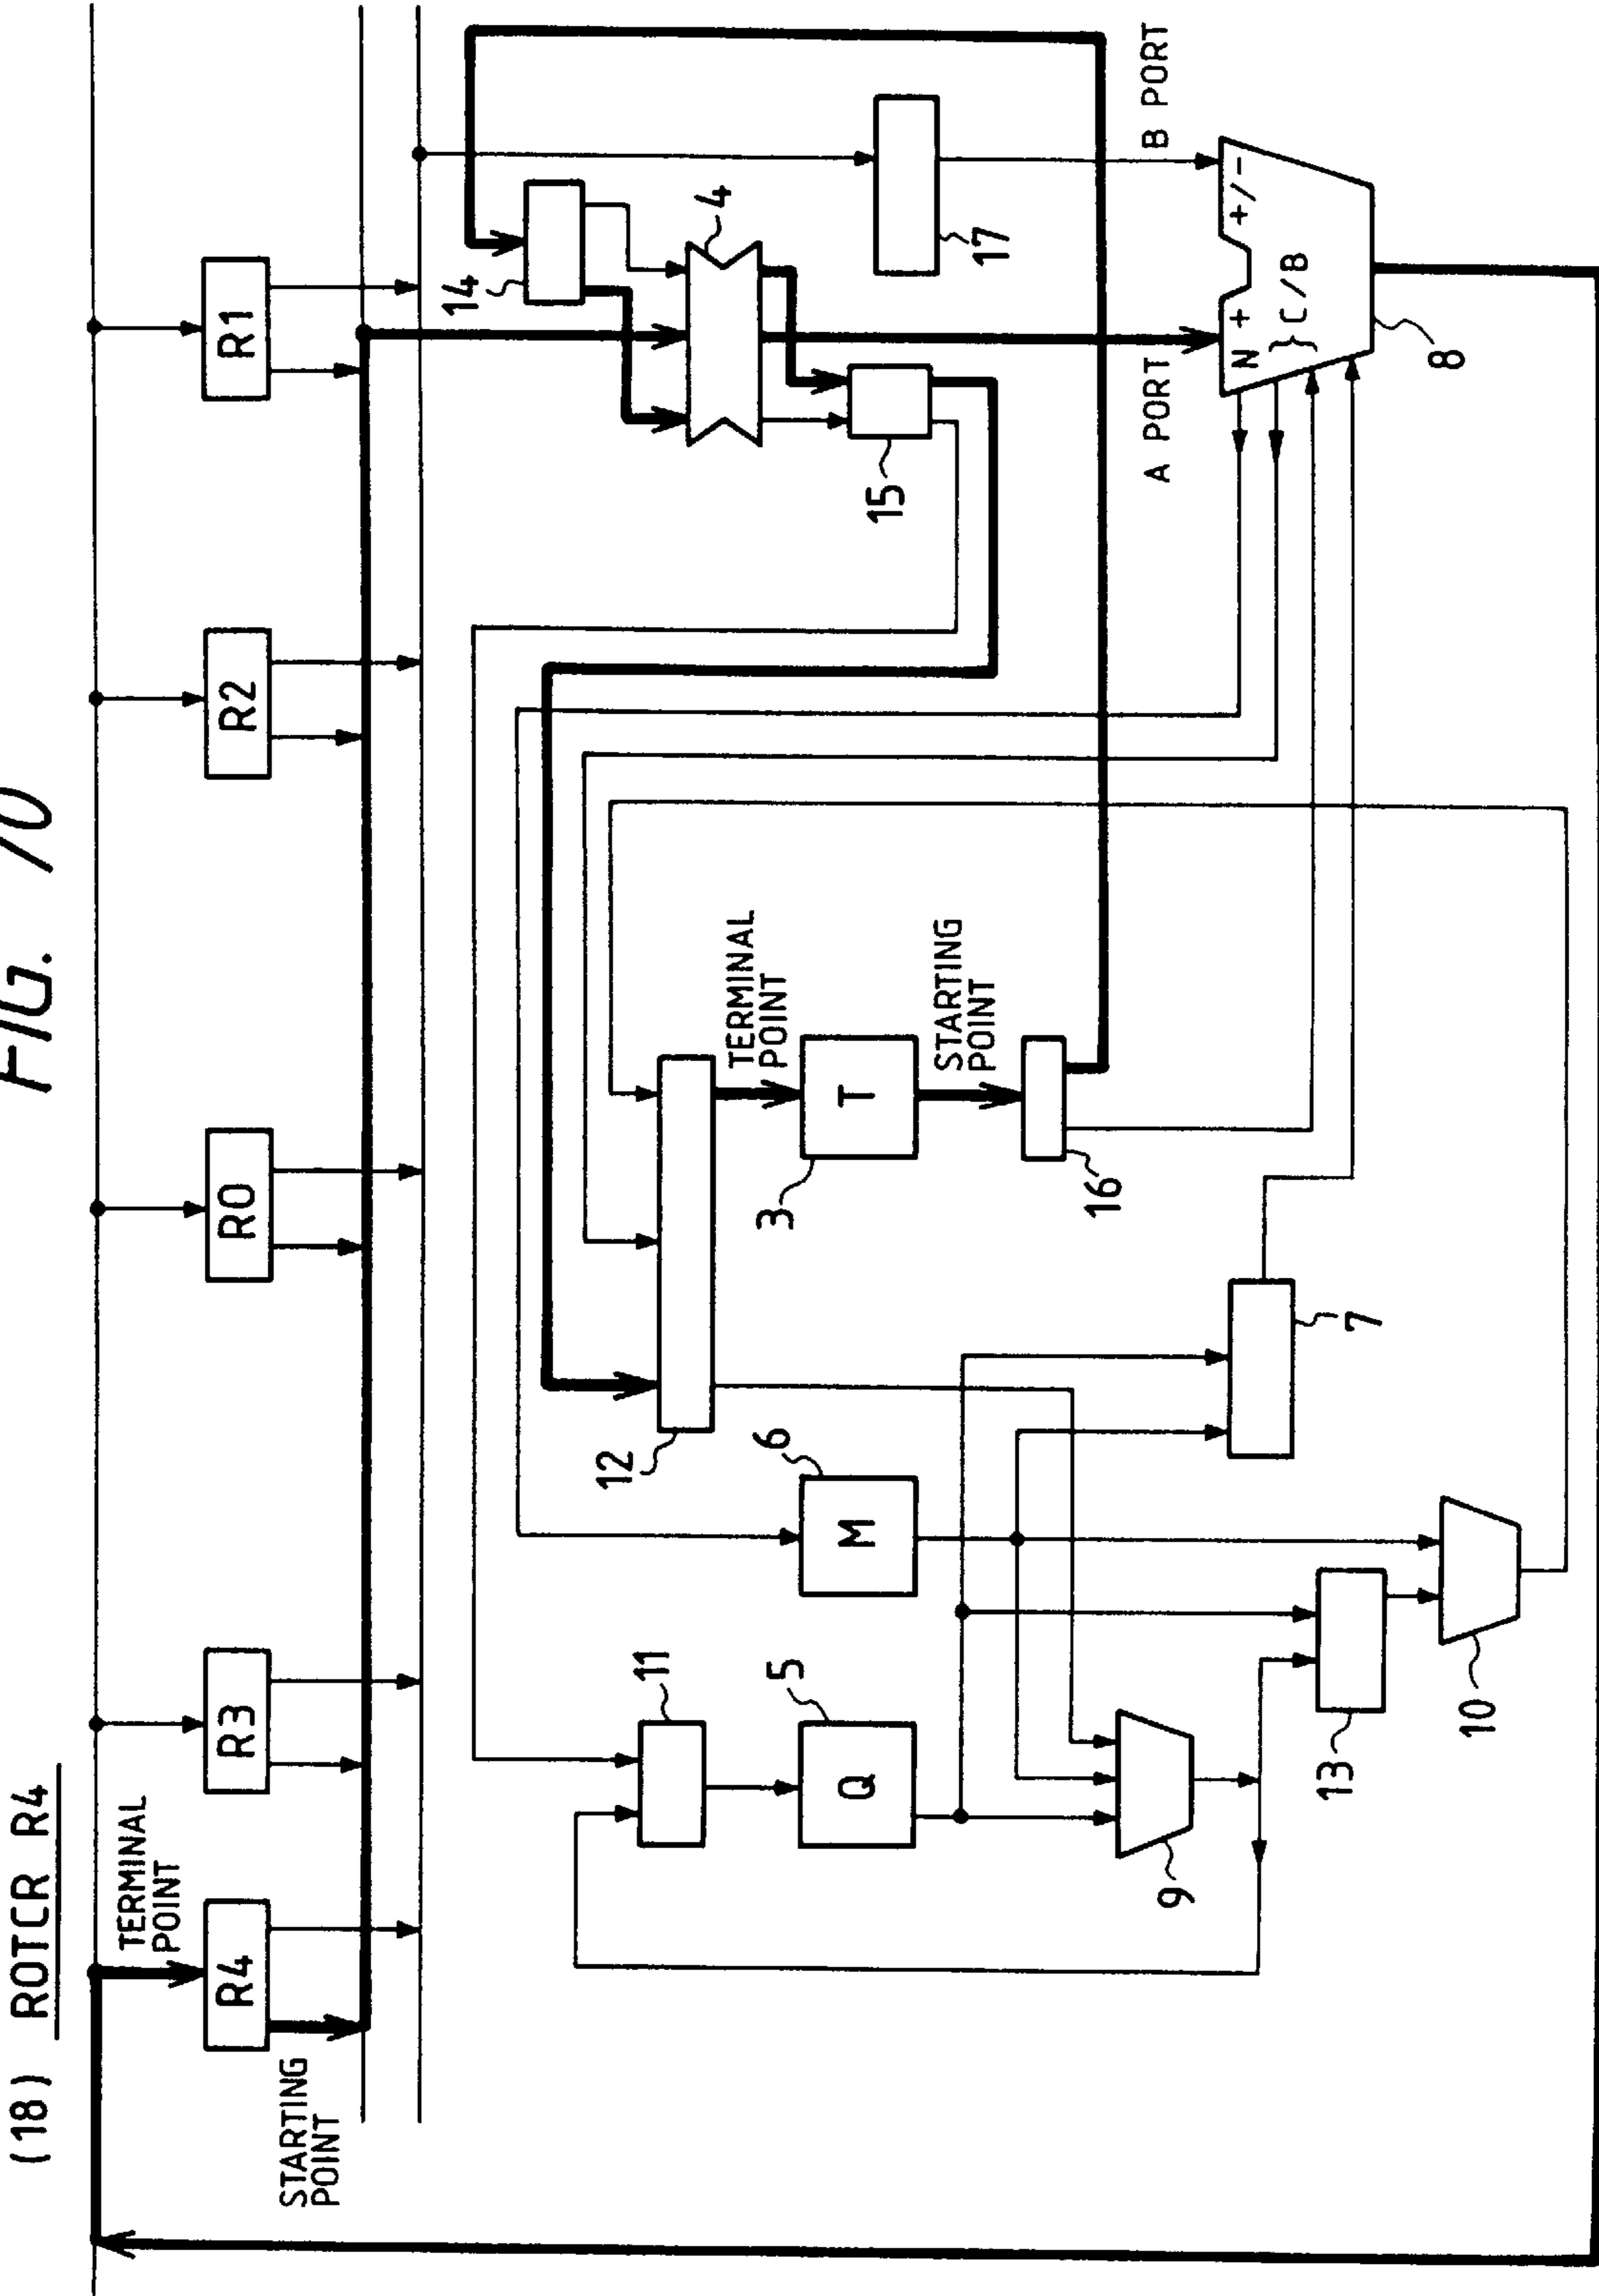 FIG. 70
(18) ROTCR R4
TERMINAL
POINT
STARTING
POINT
R4
R3
R0
R2
R1
14
4
15
17
A PORT
B PORT
N + +/-
} C/B
8
12
TERMINAL
POINT
T
3
STARTING
POINT
16
11
5
Q
6
M
7
9
13
10